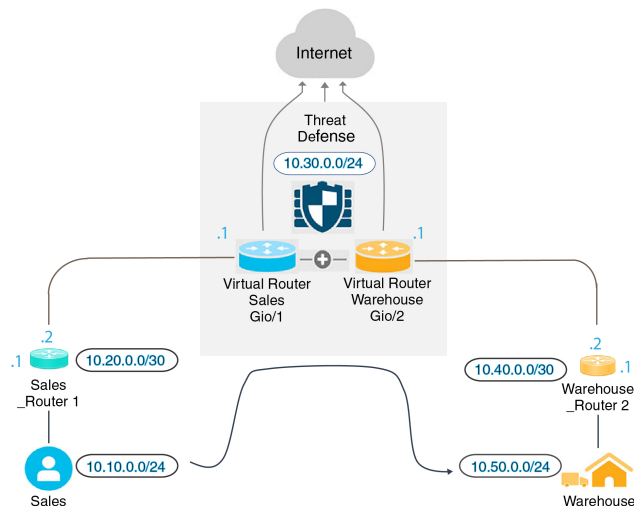 Internet
Threat
Defense
10.30.0.0/24
.1
.1
Virtual Router
Sales
Gio/1
Virtual Router
Warehouse
Gio/2
.2
.1
10.20.0.0/30
Sales
_Router 1
.2
10.40.0.0/30
.1
Warehouse
_Router 2
10.10.0.0/24
Sales
10.50.0.0/24
Warehouse